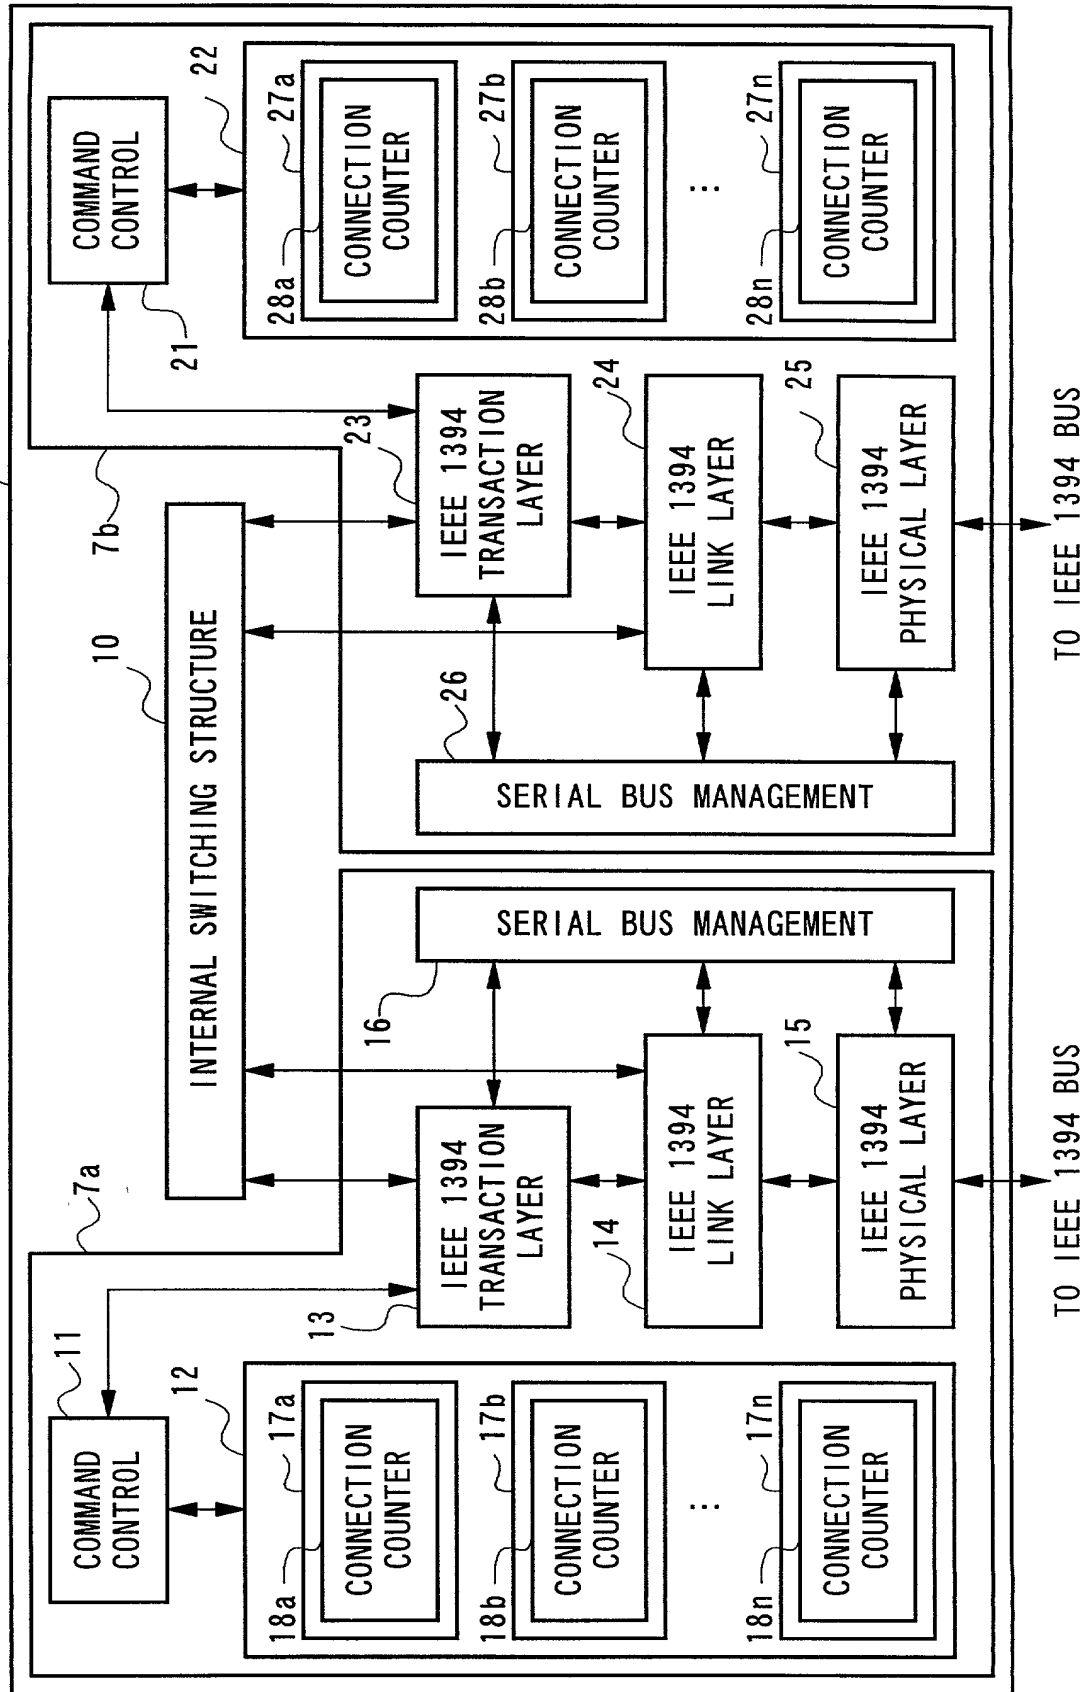 7a
7b
10
INTERNAL SWITCHING STRUCTURE
11
COMMAND
CONTROL
12
17a
18a
CONNECTION
COUNTER
17b
18b
CONNECTION
COUNTER
...
17n
18n
CONNECTION
COUNTER
13
IEEE 1394
TRANSACTION
LAYER
14
IEEE 1394
LINK LAYER
15
IEEE 1394
PHYSICAL LAYER
16
SERIAL BUS MANAGEMENT
TO IEEE 1394 BUS
26
SERIAL BUS MANAGEMENT
23
IEEE 1394
TRANSACTION
LAYER
24
IEEE 1394
LINK LAYER
25
IEEE 1394
PHYSICAL LAYER
TO IEEE 1394 BUS
21
COMMAND
CONTROL
22
27a
28a
CONNECTION
COUNTER
27b
28b
CONNECTION
COUNTER
...
27n
28n
CONNECTION
COUNTER